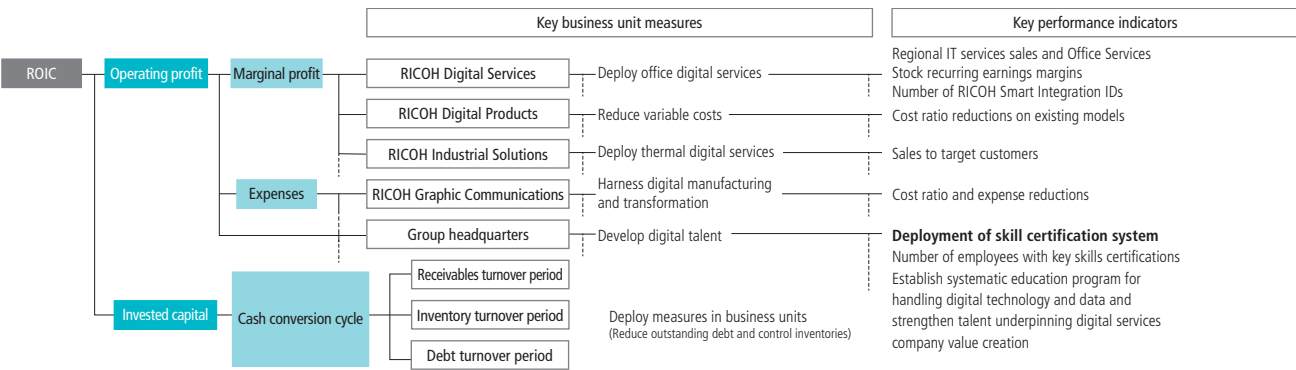 Key business unit measures
Key performance indicators
ROIC
Operating profit
Marginal profit
RICOH Digital Services
Deploy office digital services
Regional IT services sales and Office Services
Stock recurring earnings margins
Number of RICOH Smart Integration IDs
RICOH Digital Products
Reduce variable costs
Cost ratio reductions on existing models
RICOH Industrial Solutions
Deploy thermal digital services
Sales to target customers
Expenses
RICOH Graphic Communications
Harness digital manufacturing
and transformation
Cost ratio and expense reductions
Group headquarters
Develop digital talent
Deployment of skill certification system
Number of employees with key skills certifications
Establish systematic education program for
handling digital technology and data and
strengthen talent underpinning digital services
company value creation
Invested capital
Cash conversion cycle
Receivables turnover period
Inventory turnover period
Debt turnover period
Deploy measures in business units
(Reduce outstanding debt and control inventories)